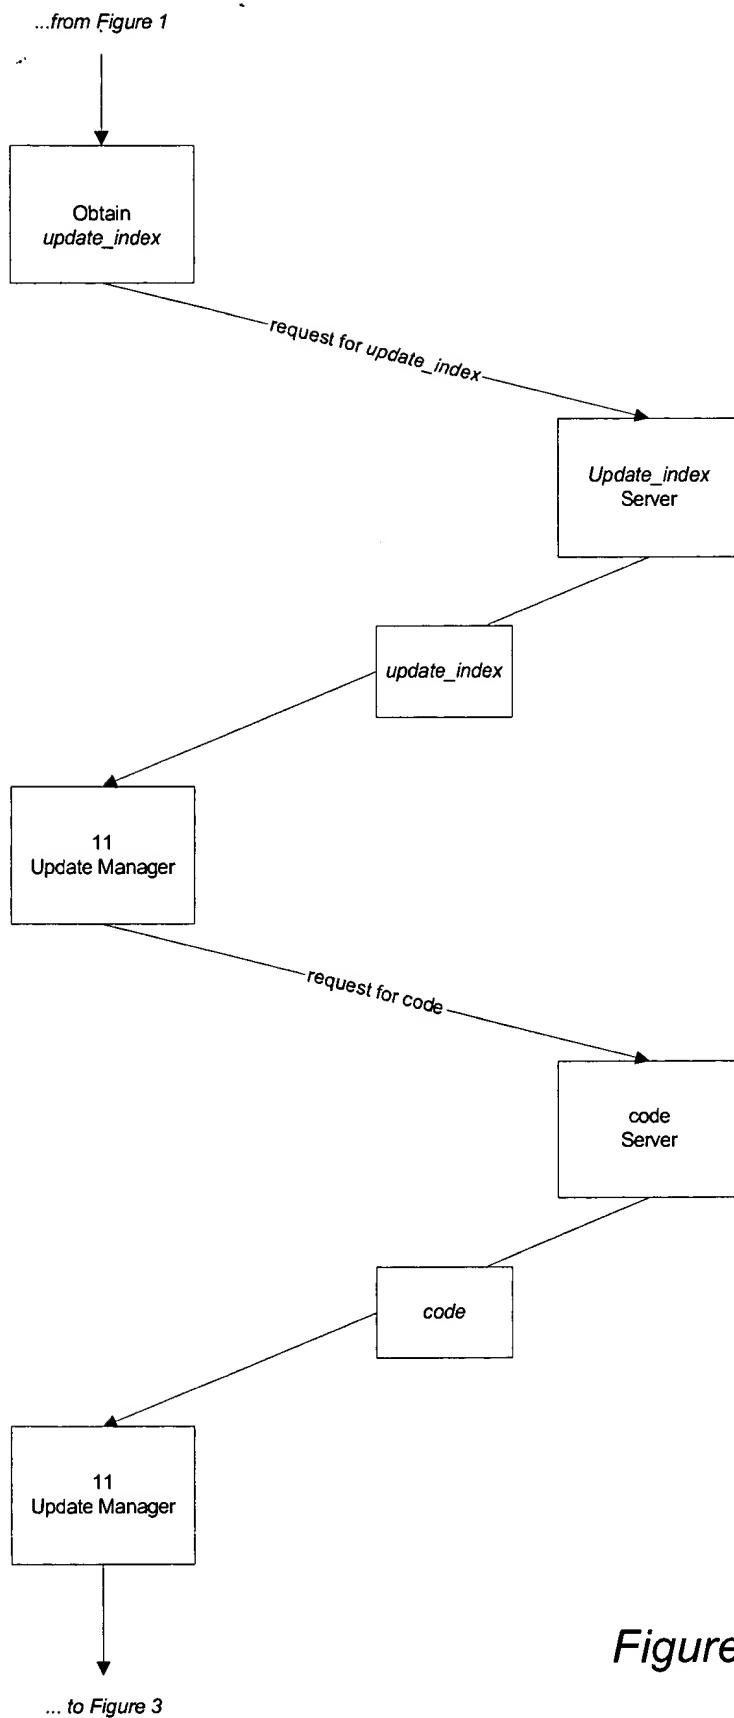 ...from Figure 1
Obtain
update_index
request for update_index
Update_index
Server
update_index
11
Update Manager
request for code
code
Server
code
11
Update Manager
Figure
... to Figure 3